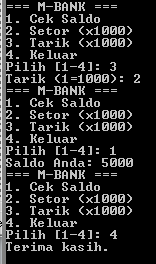 === M-BANK ===
1. Cek Saldo
2. Setor (x1000)
3. Tarik (x1000)
4. Keluar
Pilih [1-4]: 3
Tarik (1=1000): 2
=== M-BANK ===
1. Cek Saldo
2. Setor (x1000)
3. Tarik (x1000)
4. Keluar
Pilih [1-4]: 1
Saldo Anda: 5000
=== M-BANK ===
1. Cek Saldo
2. Setor (x1000)
3. Tarik (x1000)
4. Keluar
Pilih [1-4]: 4
Terima kasih.